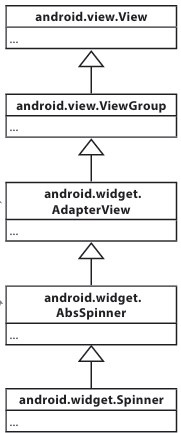 android.view.View
...
android.view.ViewGroup
...
android.widget.
AdapterView
...
android.widget.
AbsSpinner
...
android.widget.Spinner
...